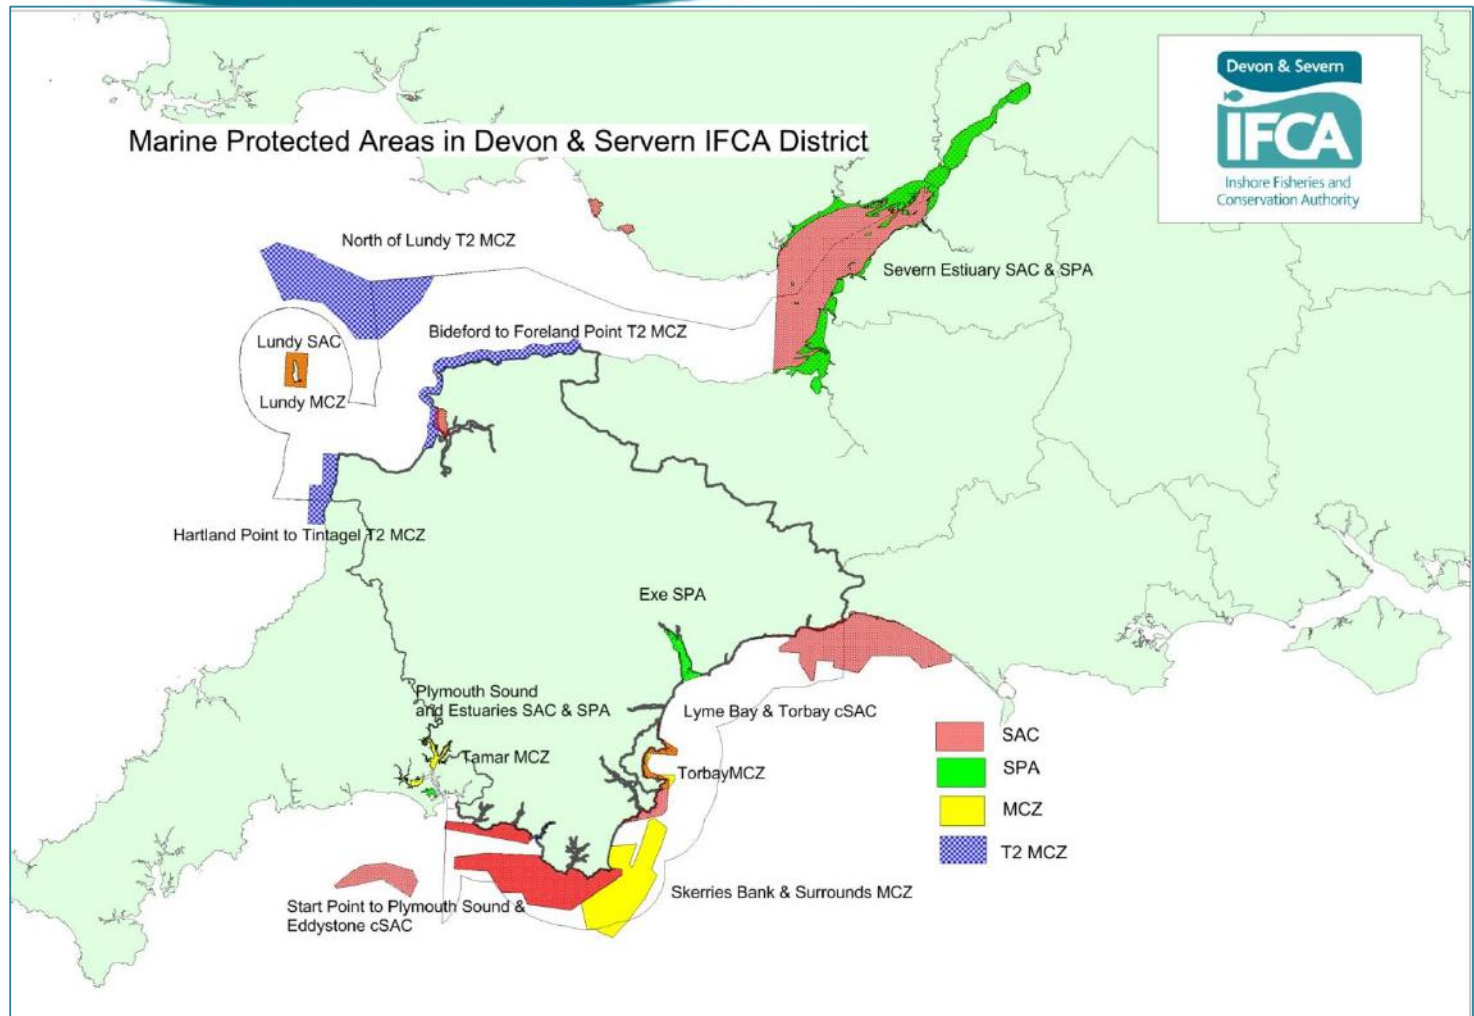 Devon & Severn
IFCA
Inshore Fisheries and
Conservation Authority
Marine Protected Areas in Devon & Servern IFCA District
North of Lundy T2 MCZ
Severn Estiuary SAC & SPA
Bideford to Foreland Point T2 MCZ
Lundy SAC
Lundy MCZ
Hartland Point to Tintagel T2 MCZ
Exe SPA
Plymouth Sound
and Estuaries SAC & SPA
Lyme Bay & Torbay cSAC
Tamar MCZ
TorbayMCZ
Skerries Bank & Surrounds MCZ
Start Point to Plymouth Sound &
Eddystone cSAC
SAC
SPA
MCZ
T2 MCZ